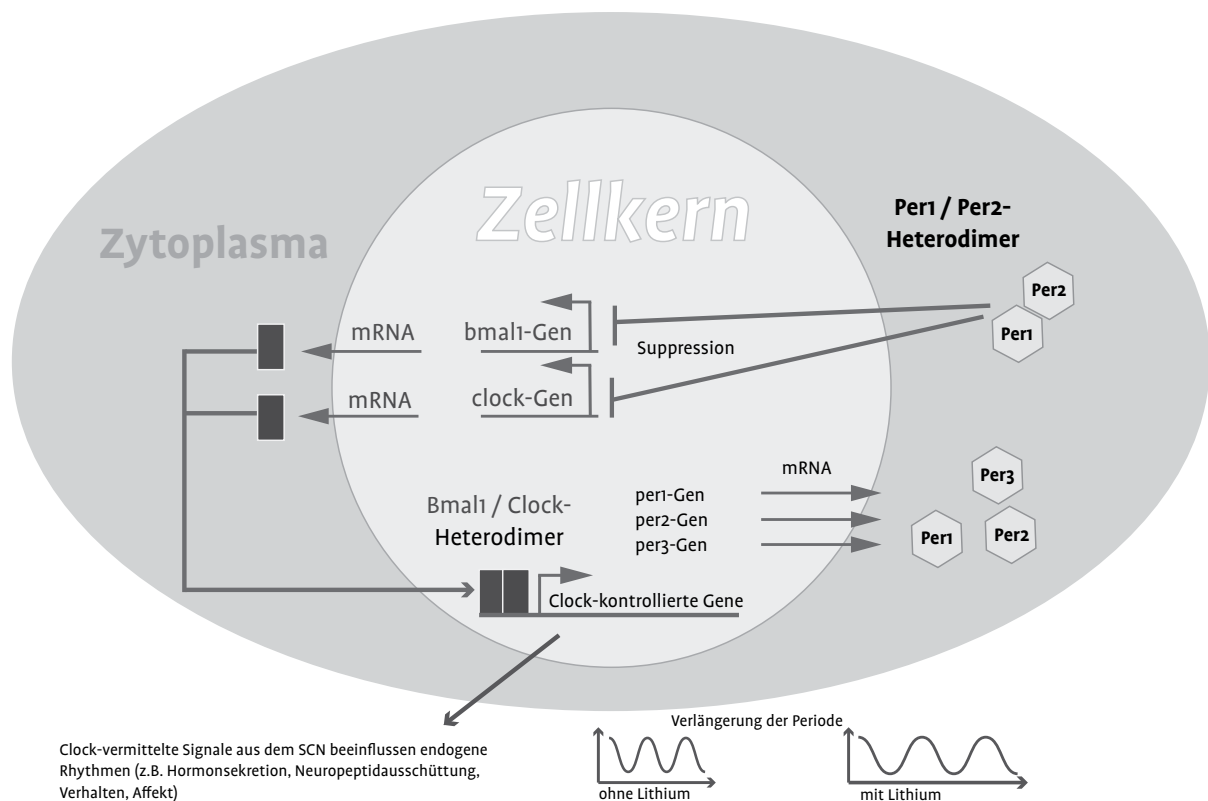 Zellkern
Zytoplasma
Per1 / Per2-
Heterodimer
Per2
Per1
mRNA
bmal1-Gen
Suppression
mRNA
clock-Gen
Bmal1 / Clock-
Heterodimer
mRNA
per1-Gen
per2-Gen
per3-Gen
Per3
Per1
Per2
Clock-kontrollierte Gene
Clock-vermittelte Signale aus dem SCN beeinflussen endogene
Rhythmen (z.B. Hormonsekretion, Neuropeptidausschüttung,
Verhalten, Affekt)
Verlängerung der Periode
ohne Lithium
mit Lithium